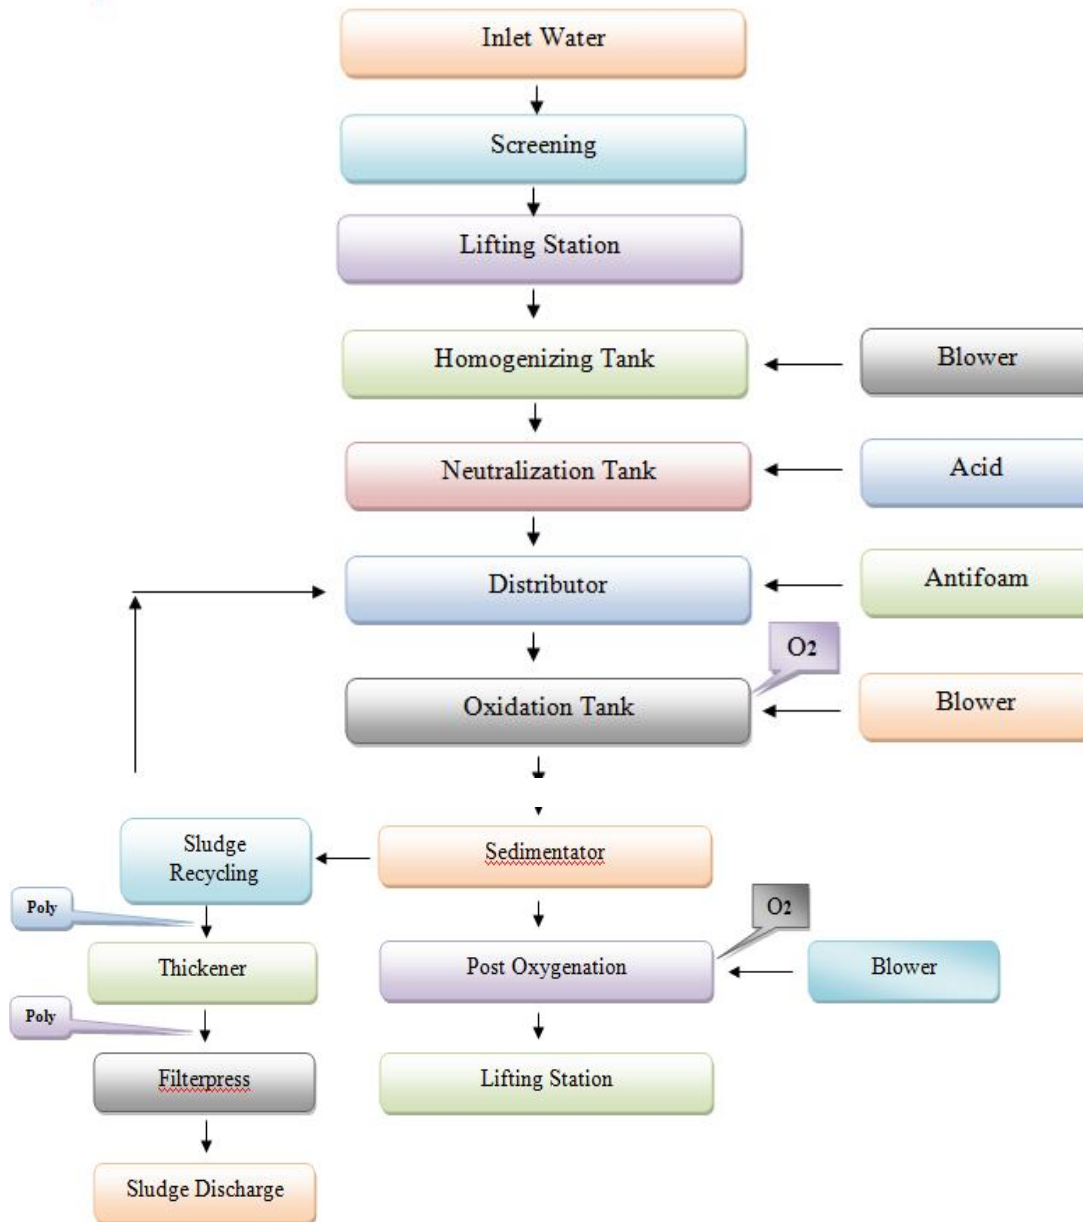 Inlet Water
Screening
Lifting Station
Homogenizing Tank
Blower
Neutralization Tank
Acid
Distributor
Antifoam
O2
Oxidation Tank
Blower
Sludge
Recycling
Sedimentator
Poly
O2
Thickener
Post Oxygenation
Blower
Poly
Filterpress
Lifting Station
Sludge Discharge